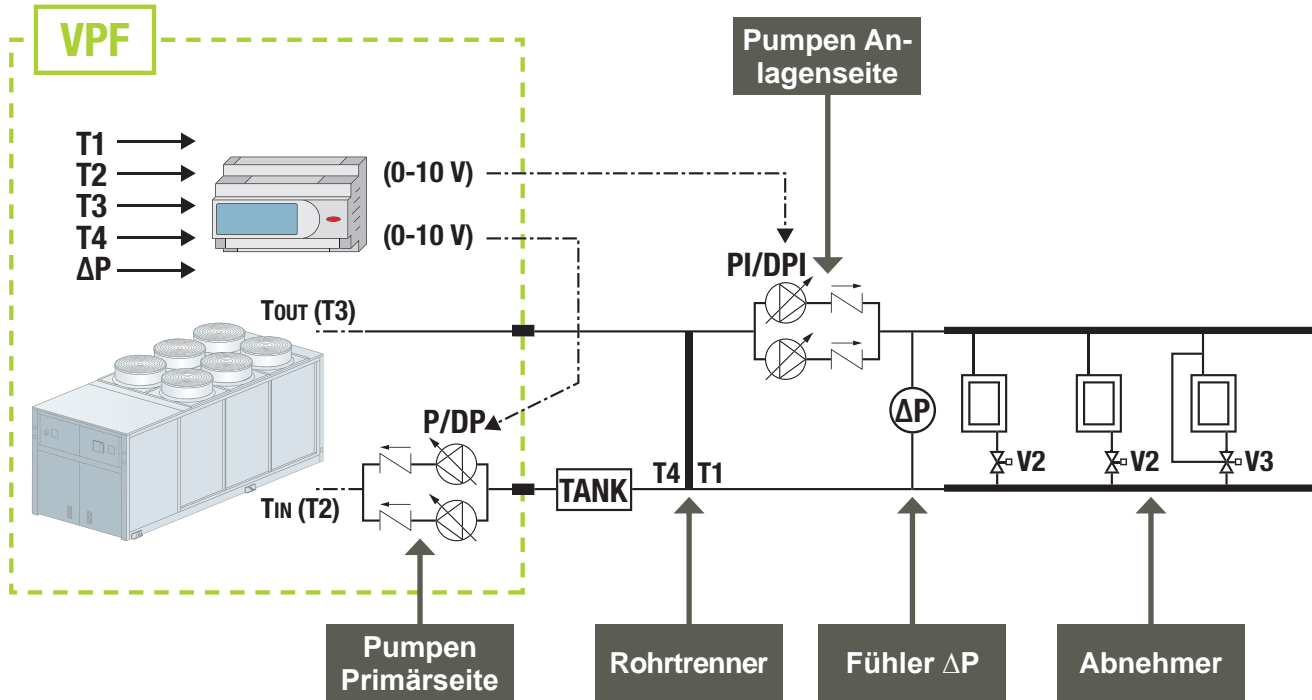 VPF
Pumpen An-
lagenseite
T1
T2
T3
T4
ΔP
(0-10 V)
(0-10 V)
PI/DPI
TOUT (T3)
P/DP
ΔP
V2
V2
V3
TIN (T2)
TANK
T4
T1
Pumpen
Primärseite
Rohrtrenner
Fühler ΔP
Abnehmer